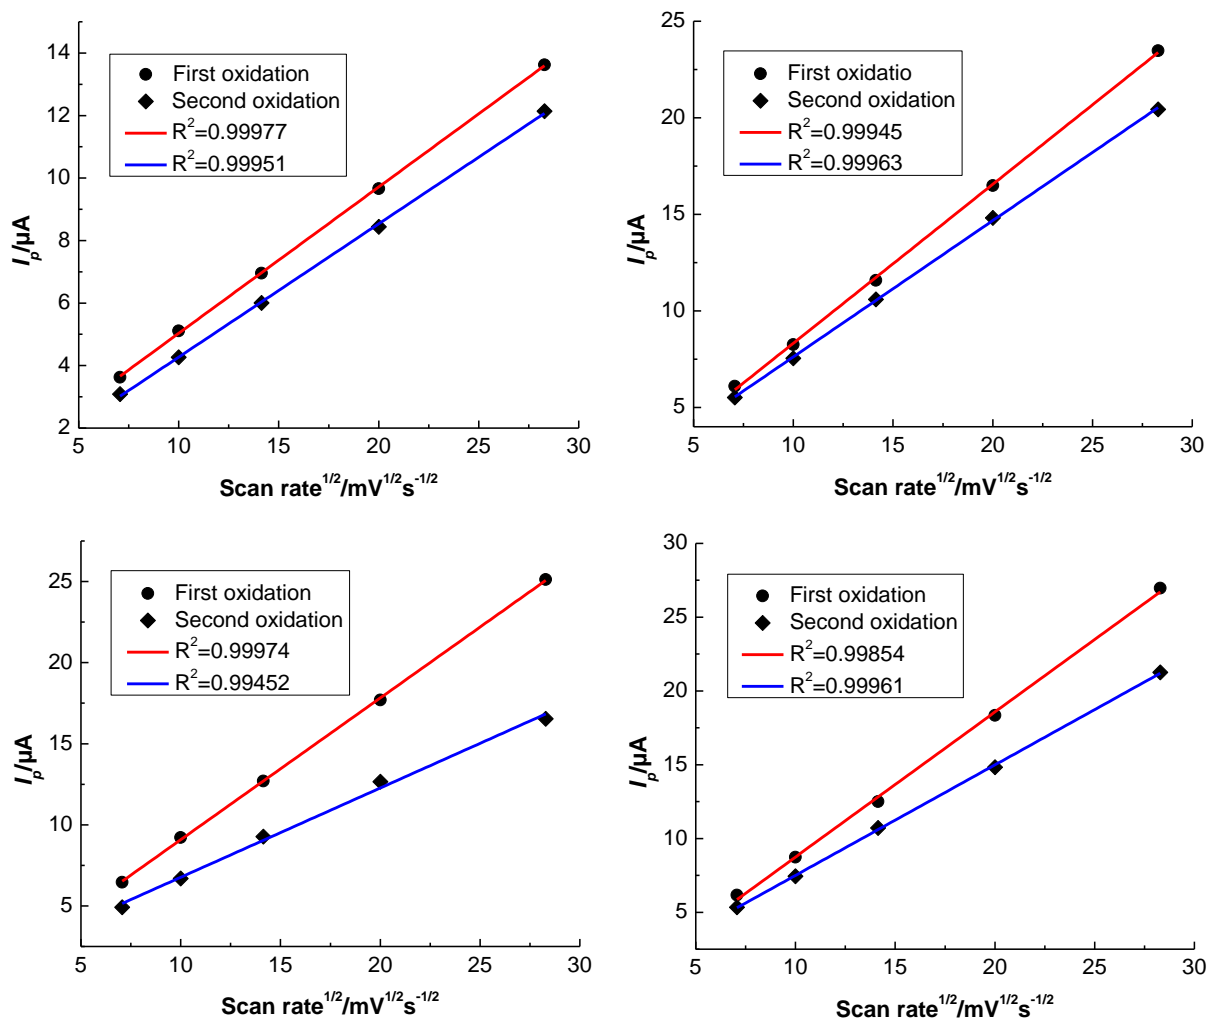 14
12
10
8
6
4
2
I_p/µA
First oxidation
Second oxidation
R²=0.99977
R²=0.99951
5 10 15 20 25 30
Scan rate^1/2/mV^1/2s^-1/2
25
20
15
10
5
I_p/µA
First oxidatio
Second oxidation
R²=0.99945
R²=0.99963
5 10 15 20 25 30
Scan rate^1/2/mV^1/2s^-1/2
25
20
15
10
5
I_p/µA
First oxidation
Second oxidation
R²=0.99974
R²=0.99452
5 10 15 20 25 30
Scan rate^1/2/mV^1/2s^-1/2
30
25
20
15
10
5
I_p/µA
First oxidation
Second oxidation
R²=0.99854
R²=0.99961
5 10 15 20 25 30
Scan rate^1/2/mV^1/2s^-1/2